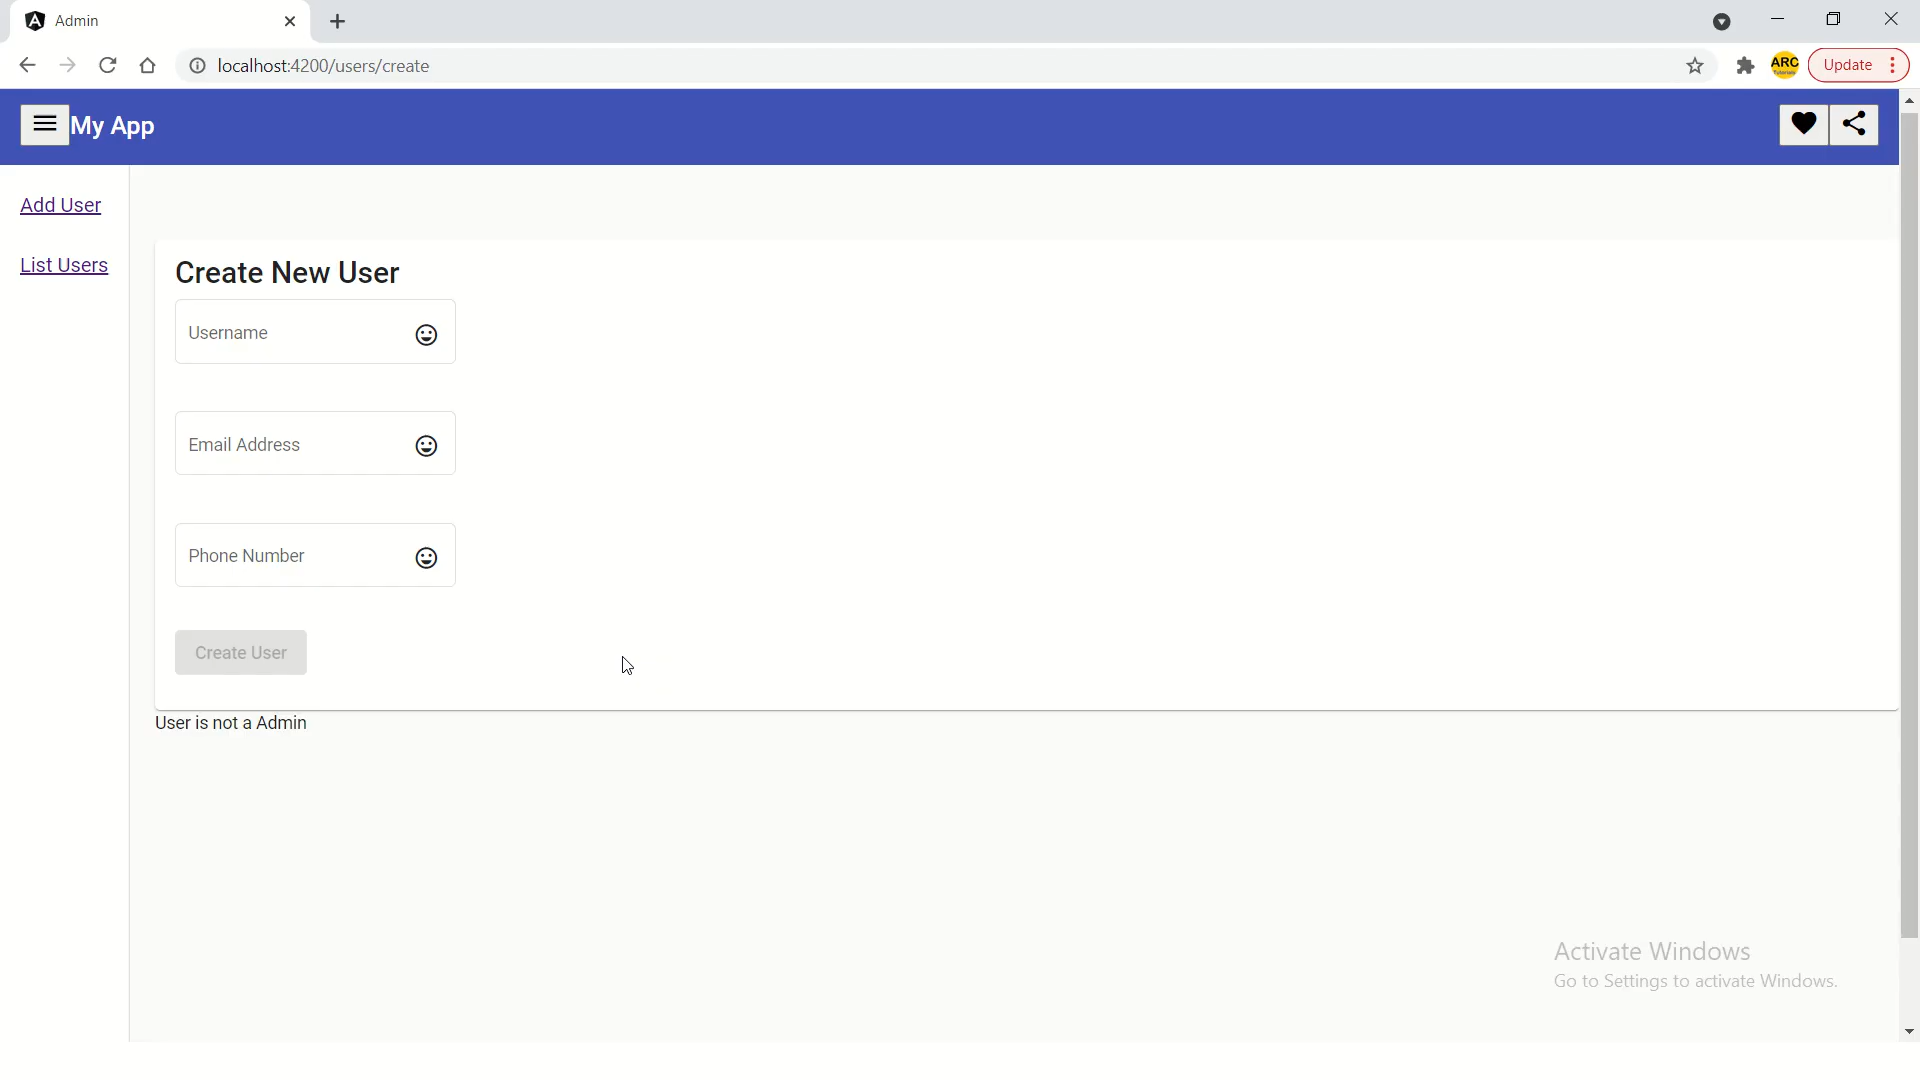 Admin
localhost:4200/users/create
ARC
Update
My App
Add User
List Users
Create New User
Username
Email Address
Phone Number
Create User
User is not a Admin
Activate Windows
Go to Settings to activate Windows.